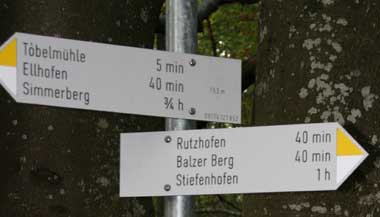 Töbelmühle 5 min
Ellhofen 40 min
Simmerberg ¾ h
Rutzhofen 40 min
Balzer Berg 40 min
Stiefenhofen 1 h